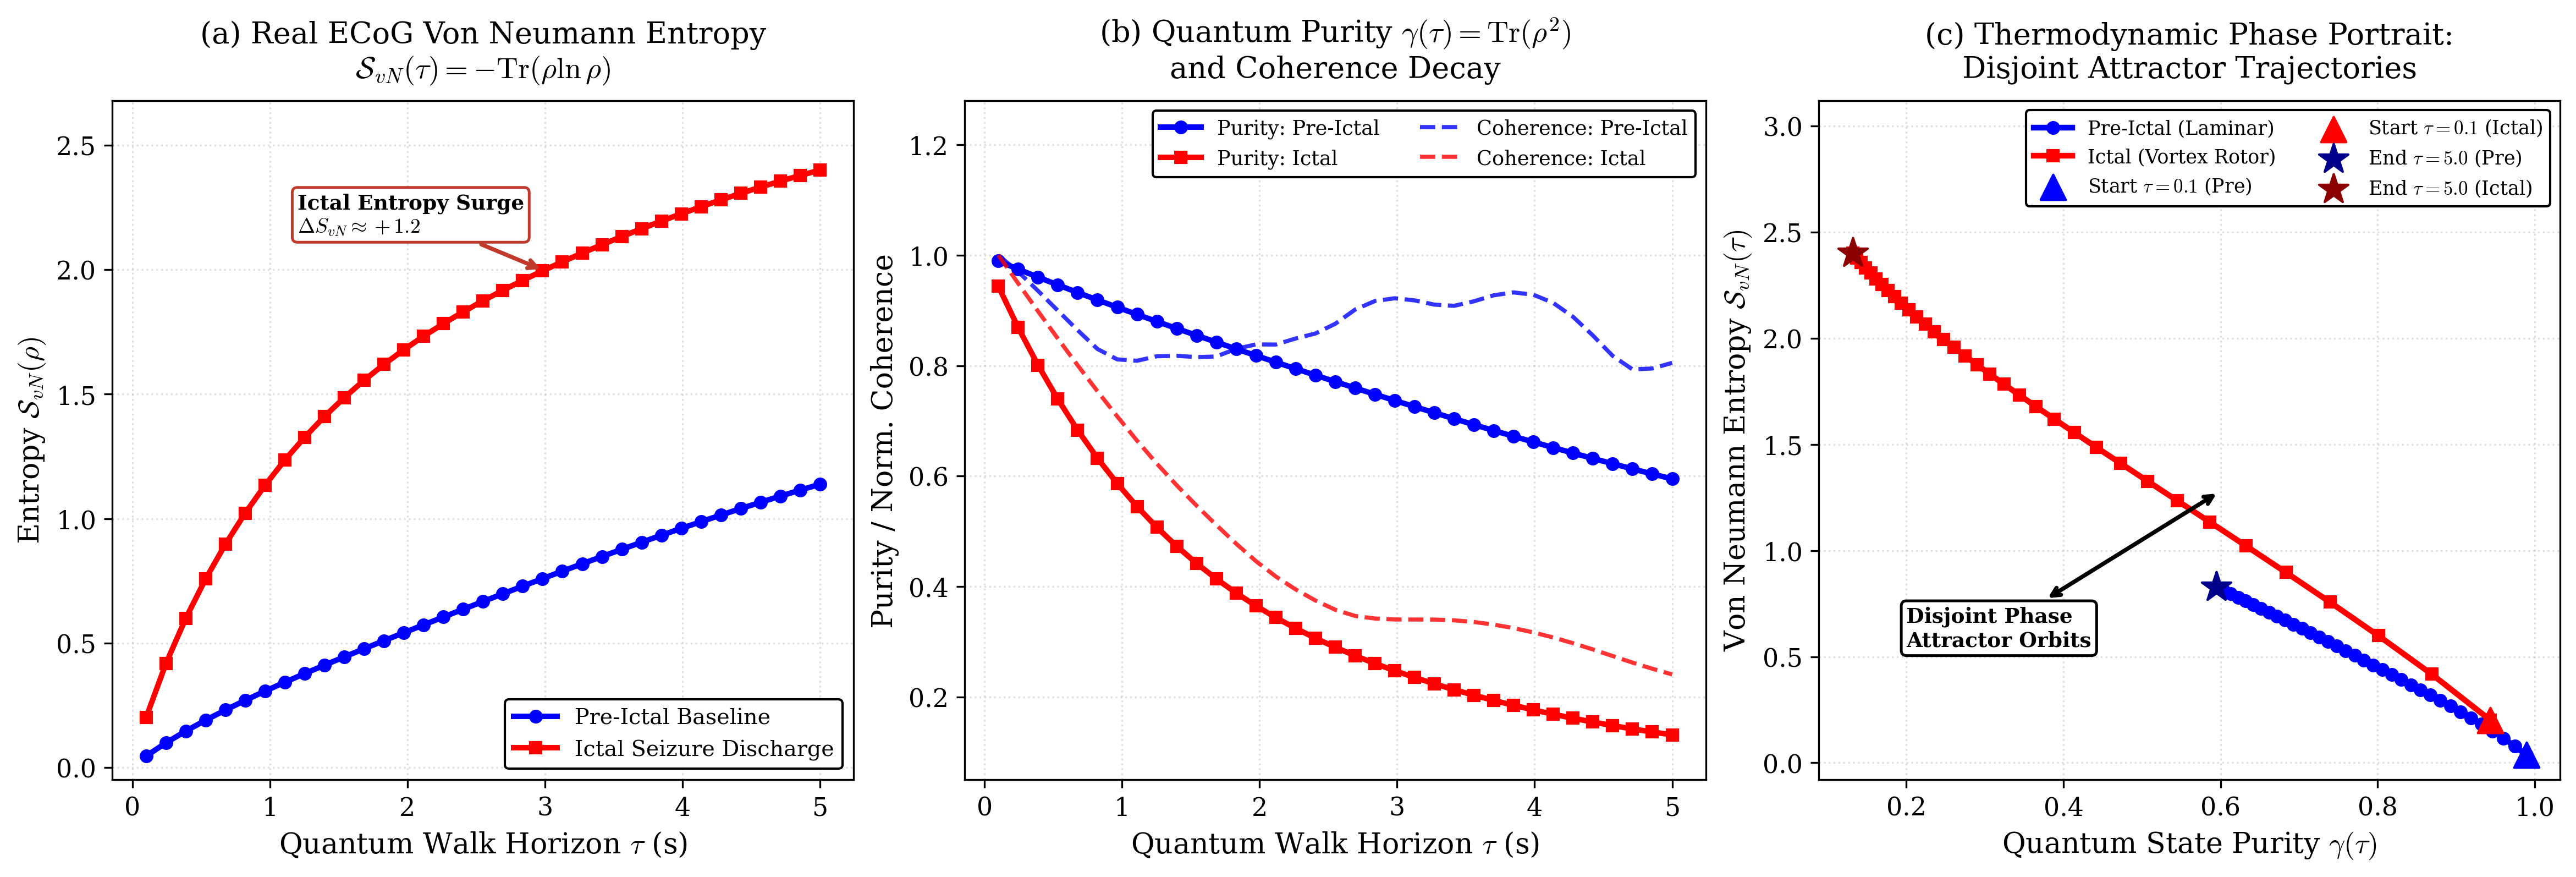 (a) Real ECoG Von Neumann Entropy
𝒮_vN(τ) = −Tr(ρ ln ρ)
Entropy 𝒮_vN(ρ)
2.5
2.0
1.5
1.0
0.5
0.0
Ictal Entropy Surge
ΔS_vN ≈ +1.2
Pre-Ictal Baseline
Ictal Seizure Discharge
0 1 2 3 4 5
Quantum Walk Horizon τ (s)
(b) Quantum Purity γ(τ) = Tr(ρ²)
and Coherence Decay
Purity / Norm. Coherence
1.2
1.0
0.8
0.6
0.4
0.2
Purity: Pre-Ictal
Purity: Ictal
Coherence: Pre-Ictal
Coherence: Ictal
0 1 2 3 4 5
Quantum Walk Horizon τ (s)
(c) Thermodynamic Phase Portrait:
Disjoint Attractor Trajectories
Von Neumann Entropy 𝒮_vN(τ)
3.0
2.5
2.0
1.5
1.0
0.5
0.0
Pre-Ictal (Laminar)
Ictal (Vortex Rotor)
Start τ = 0.1 (Pre)
Start τ = 0.1 (Ictal)
End τ = 5.0 (Pre)
End τ = 5.0 (Ictal)
Disjoint Phase
Attractor Orbits
0.2 0.4 0.6 0.8 1.0
Quantum State Purity γ(τ)